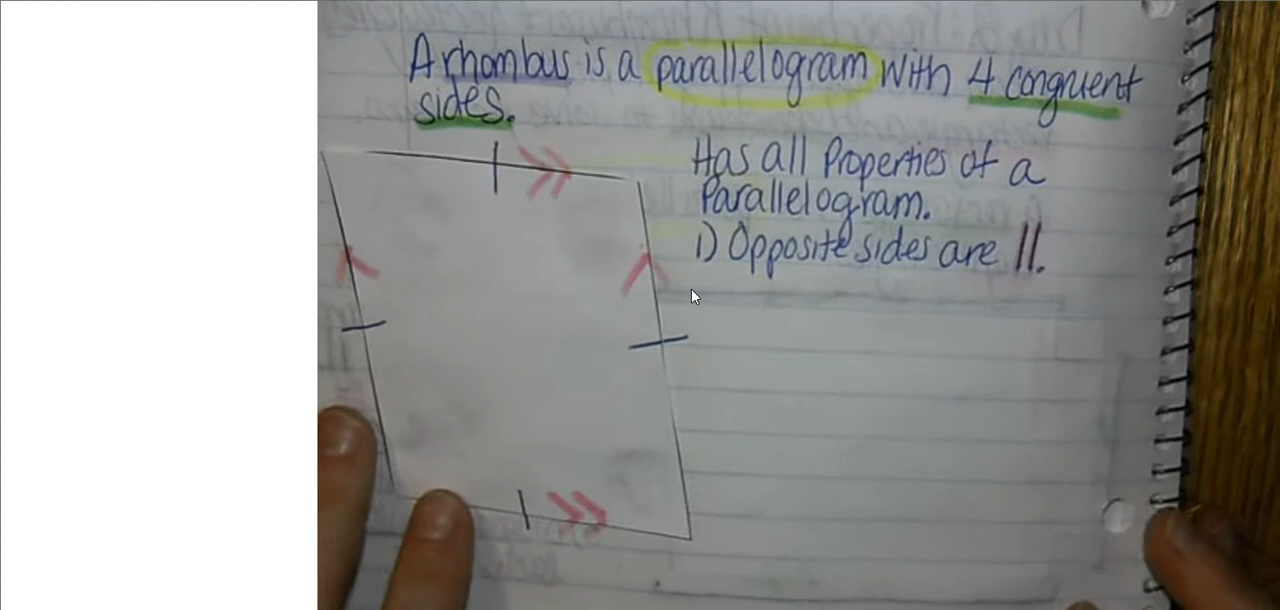 A rhombus is a parallelogram with 4 congruent
sides.
Has all Properties of a
Parallelogram.
1) Opposite sides are ||.